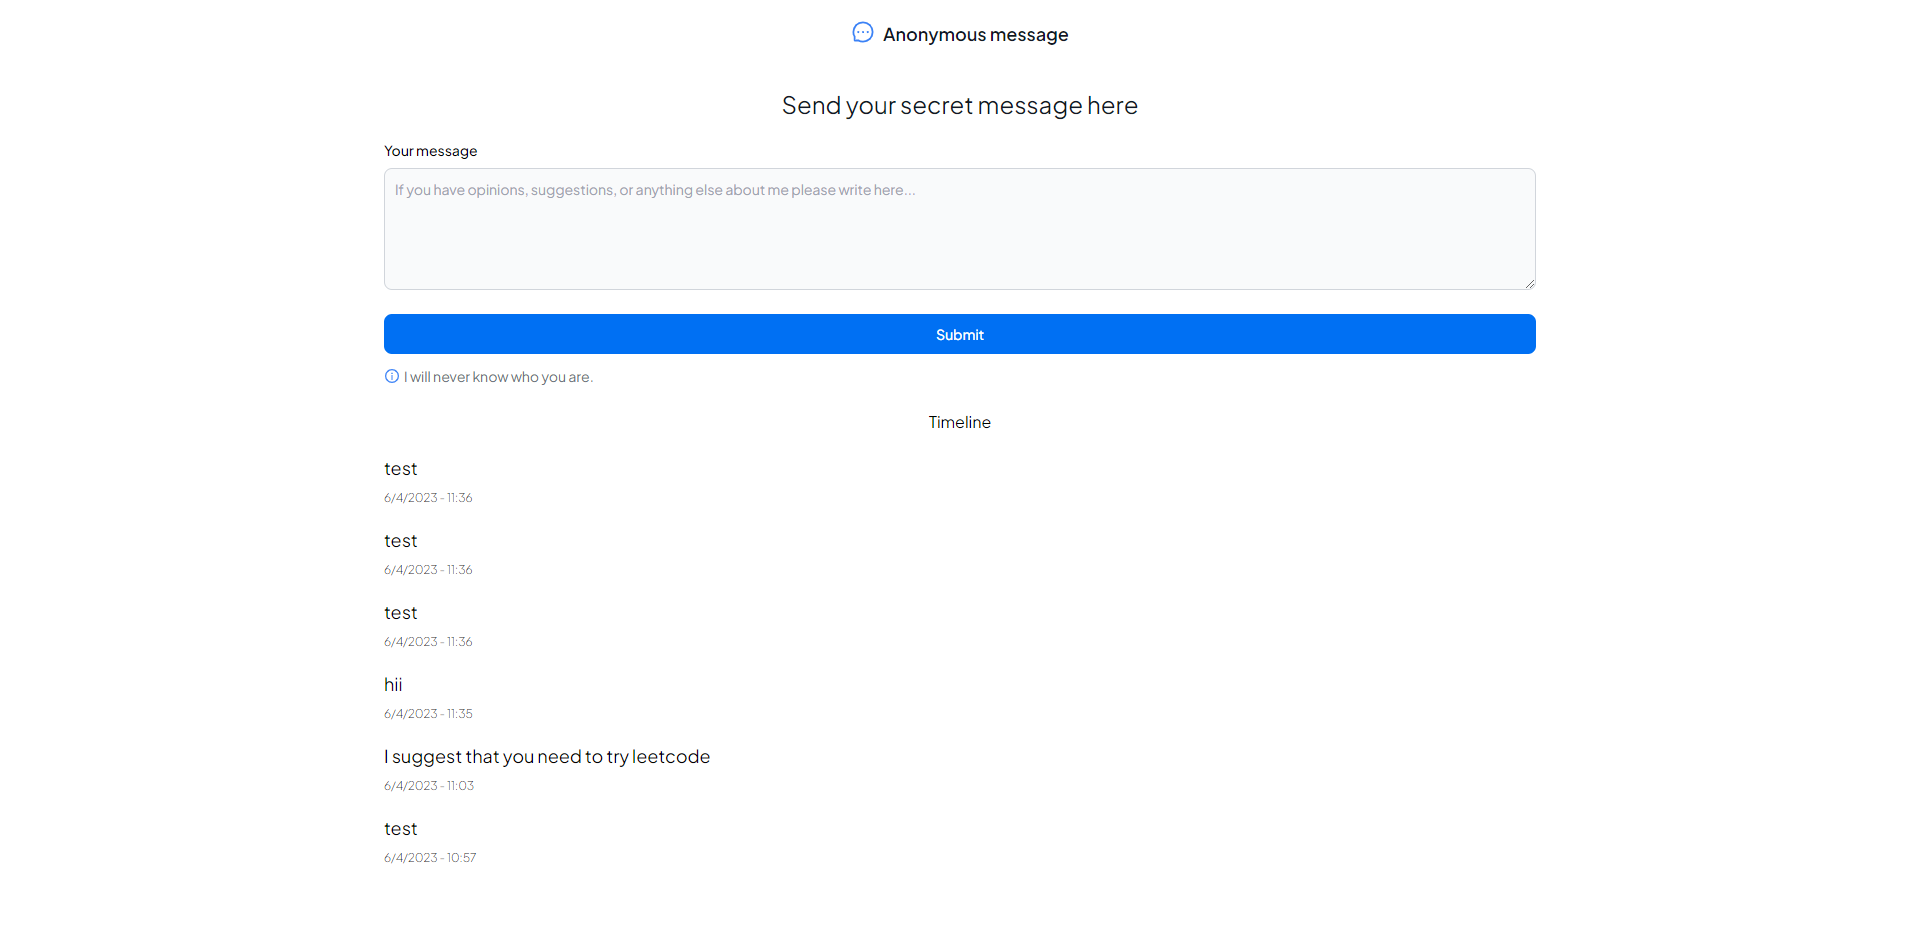 Anonymous message
Send your secret message here
Your message
If you have opinions, suggestions, or anything else about me please write here...
Submit
I will never know who you are.
Timeline
test
6/4/2023 - 11:36
test
6/4/2023 - 11:36
test
6/4/2023 - 11:36
hii
6/4/2023 - 11:35
I suggest that you need to try leetcode
6/4/2023 - 11:03
test
6/4/2023 - 10:57